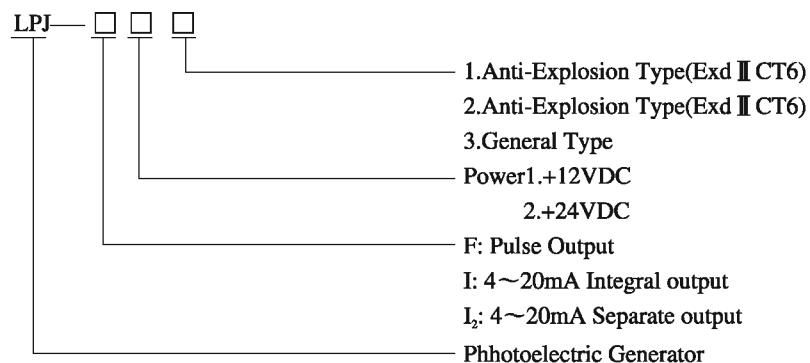 LPJ— □ □ □
1.Anti-Explosion Type(Exd Ⅱ CT6)
2.Anti-Explosion Type(Exd Ⅱ CT6)
3.General Type
Power1.+12VDC
2.+24VDC
F: Pulse Output
I: 4～20mA Integral output
I₂: 4～20mA Separate output
Phhotoelectric Generator